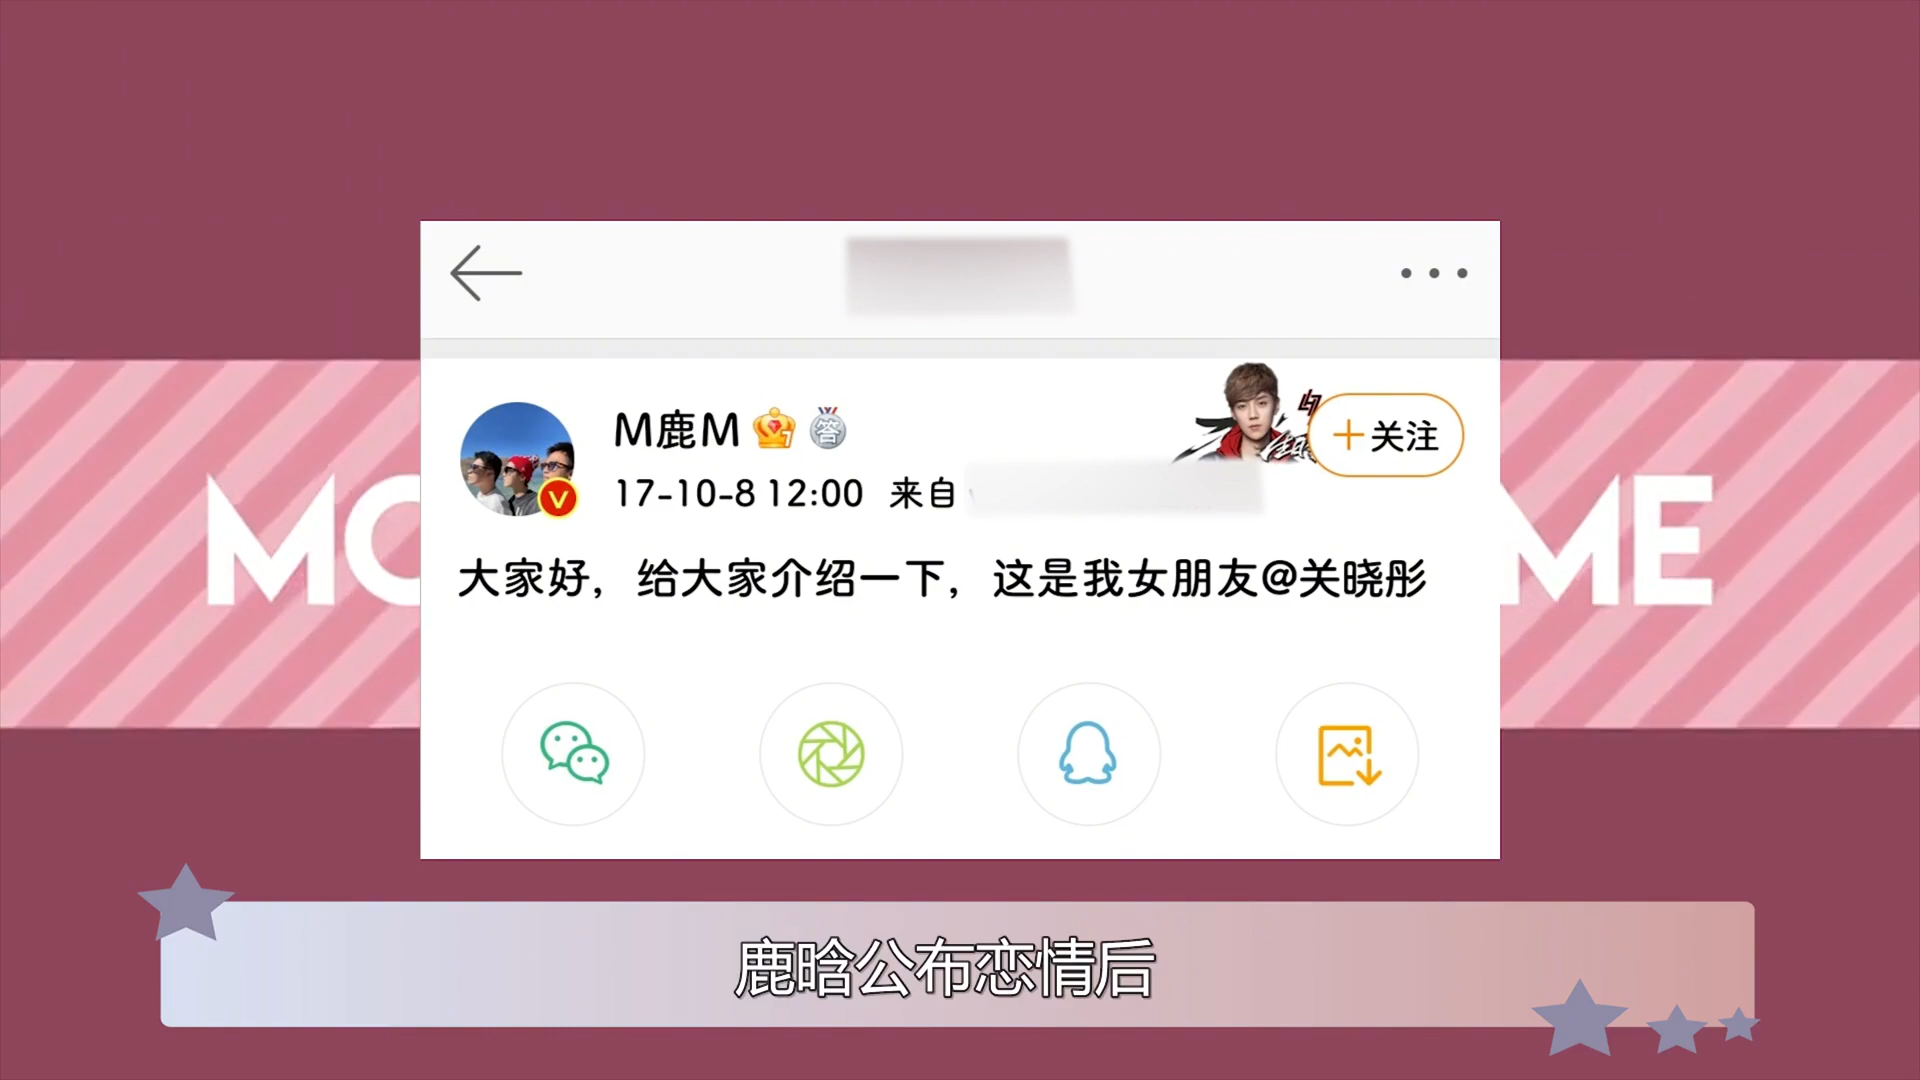 M鹿M
答
+关注
17-10-8 12:00 来自
大家好，给大家介绍一下，这是我女朋友@关晓彤
MO
ME
鹿晗公布恋情后